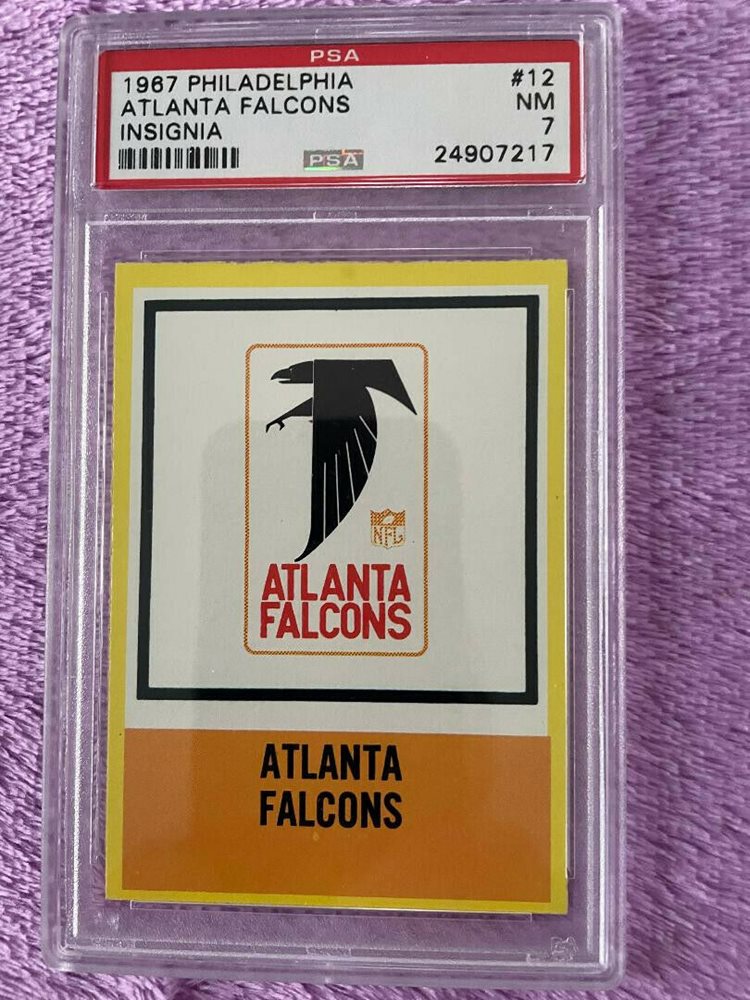 PSA
1967 PHILADELPHIA #12
ATLANTA FALCONS NM
INSIGNIA 7
PSA 24907217
NFL
ATLANTA
FALCONS
ATLANTA
FALCONS